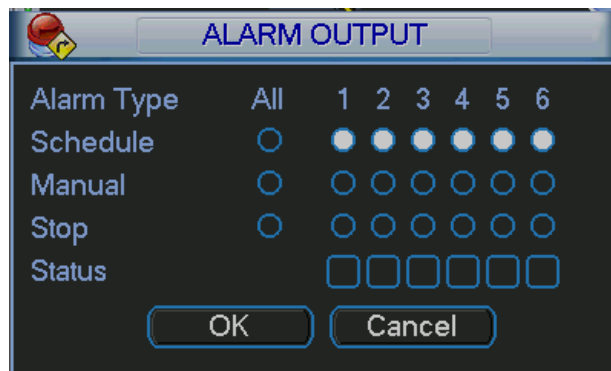 ALARM OUTPUT
Alarm Type All 1 2 3 4 5 6
Schedule
Manual
Stop
Status
OK Cancel